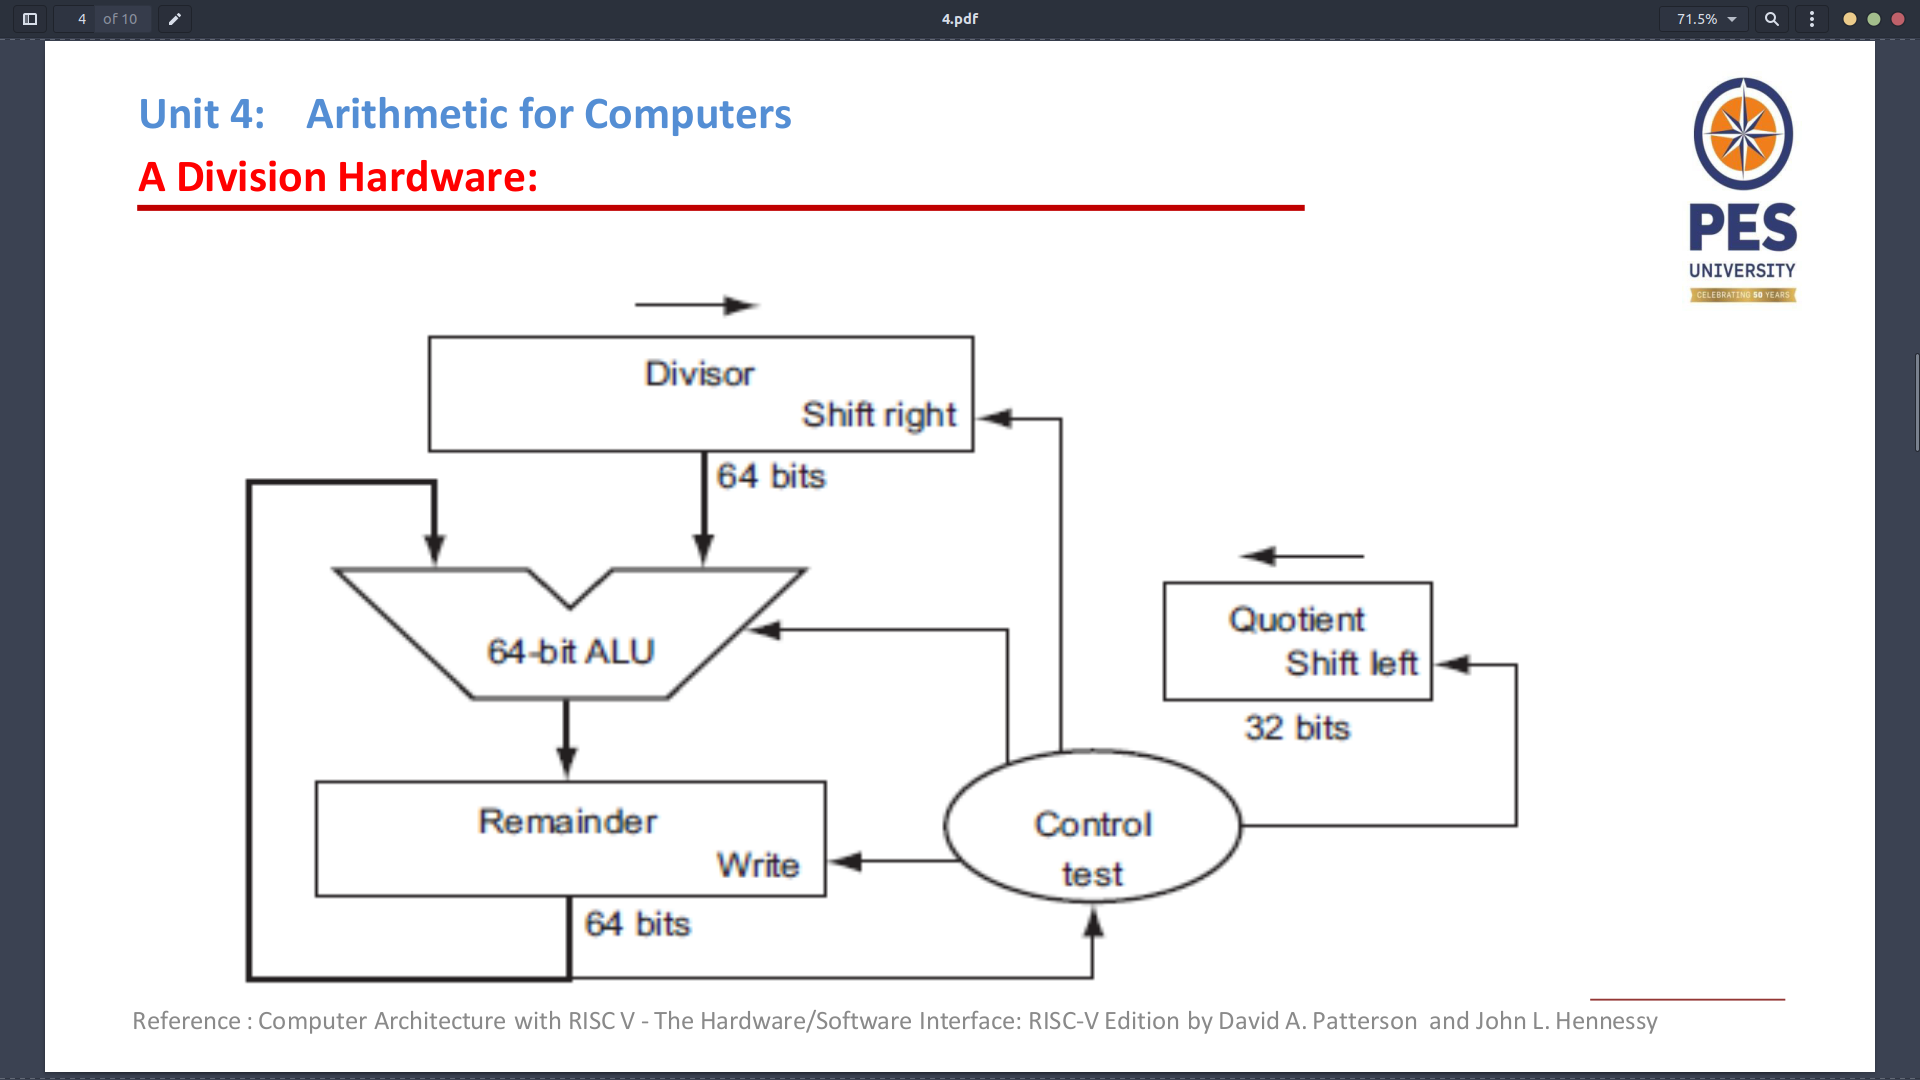 4 of 10
4.pdf
71.5%
Unit 4: Arithmetic for Computers
A Division Hardware:
PES
UNIVERSITY
CELEBRATING 50 YEARS
Divisor
Shift right
64 bits
64-bit ALU
Quotient
Shift left
32 bits
Remainder
Write
64 bits
Control
test
Reference : Computer Architecture with RISC V - The Hardware/Software Interface: RISC-V Edition by David A. Patterson and John L. Hennessy